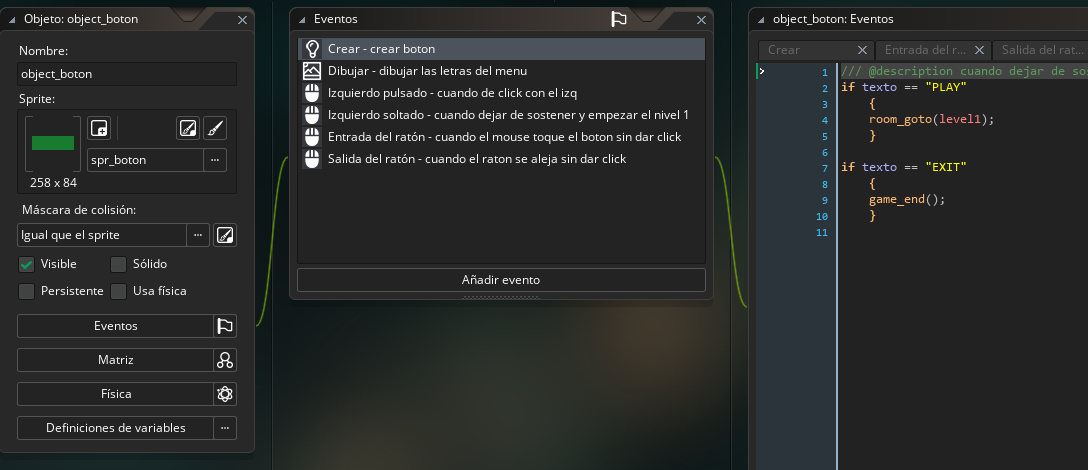 Objeto: object_boton
Nombre:
object_boton
Sprite:
spr_boton
258 x 84
Máscara de colisión:
Igual que el sprite
Visible
Sólido
Persistente
Usa física
Eventos
Matriz
Física
Definiciones de variables
Eventos
Crear - crear boton
Dibujar - dibujar las letras del menu
Izquierdo pulsado - cuando de click con el izq
Izquierdo soltado - cuando dejar de sostener y empezar el nivel 1
Entrada del ratón - cuando el mouse toque el boton sin dar click
Salida del ratón - cuando el raton se aleja sin dar click
Añadir evento
object_boton: Eventos
Crear
Entrada del r...
Salida del rat...
1 /// @description cuando dejar de sos
2 if texto == "PLAY"
3 {
4 room_goto(level1);
5 }
6
7 if texto == "EXIT"
8 {
9 game_end();
10 }
11